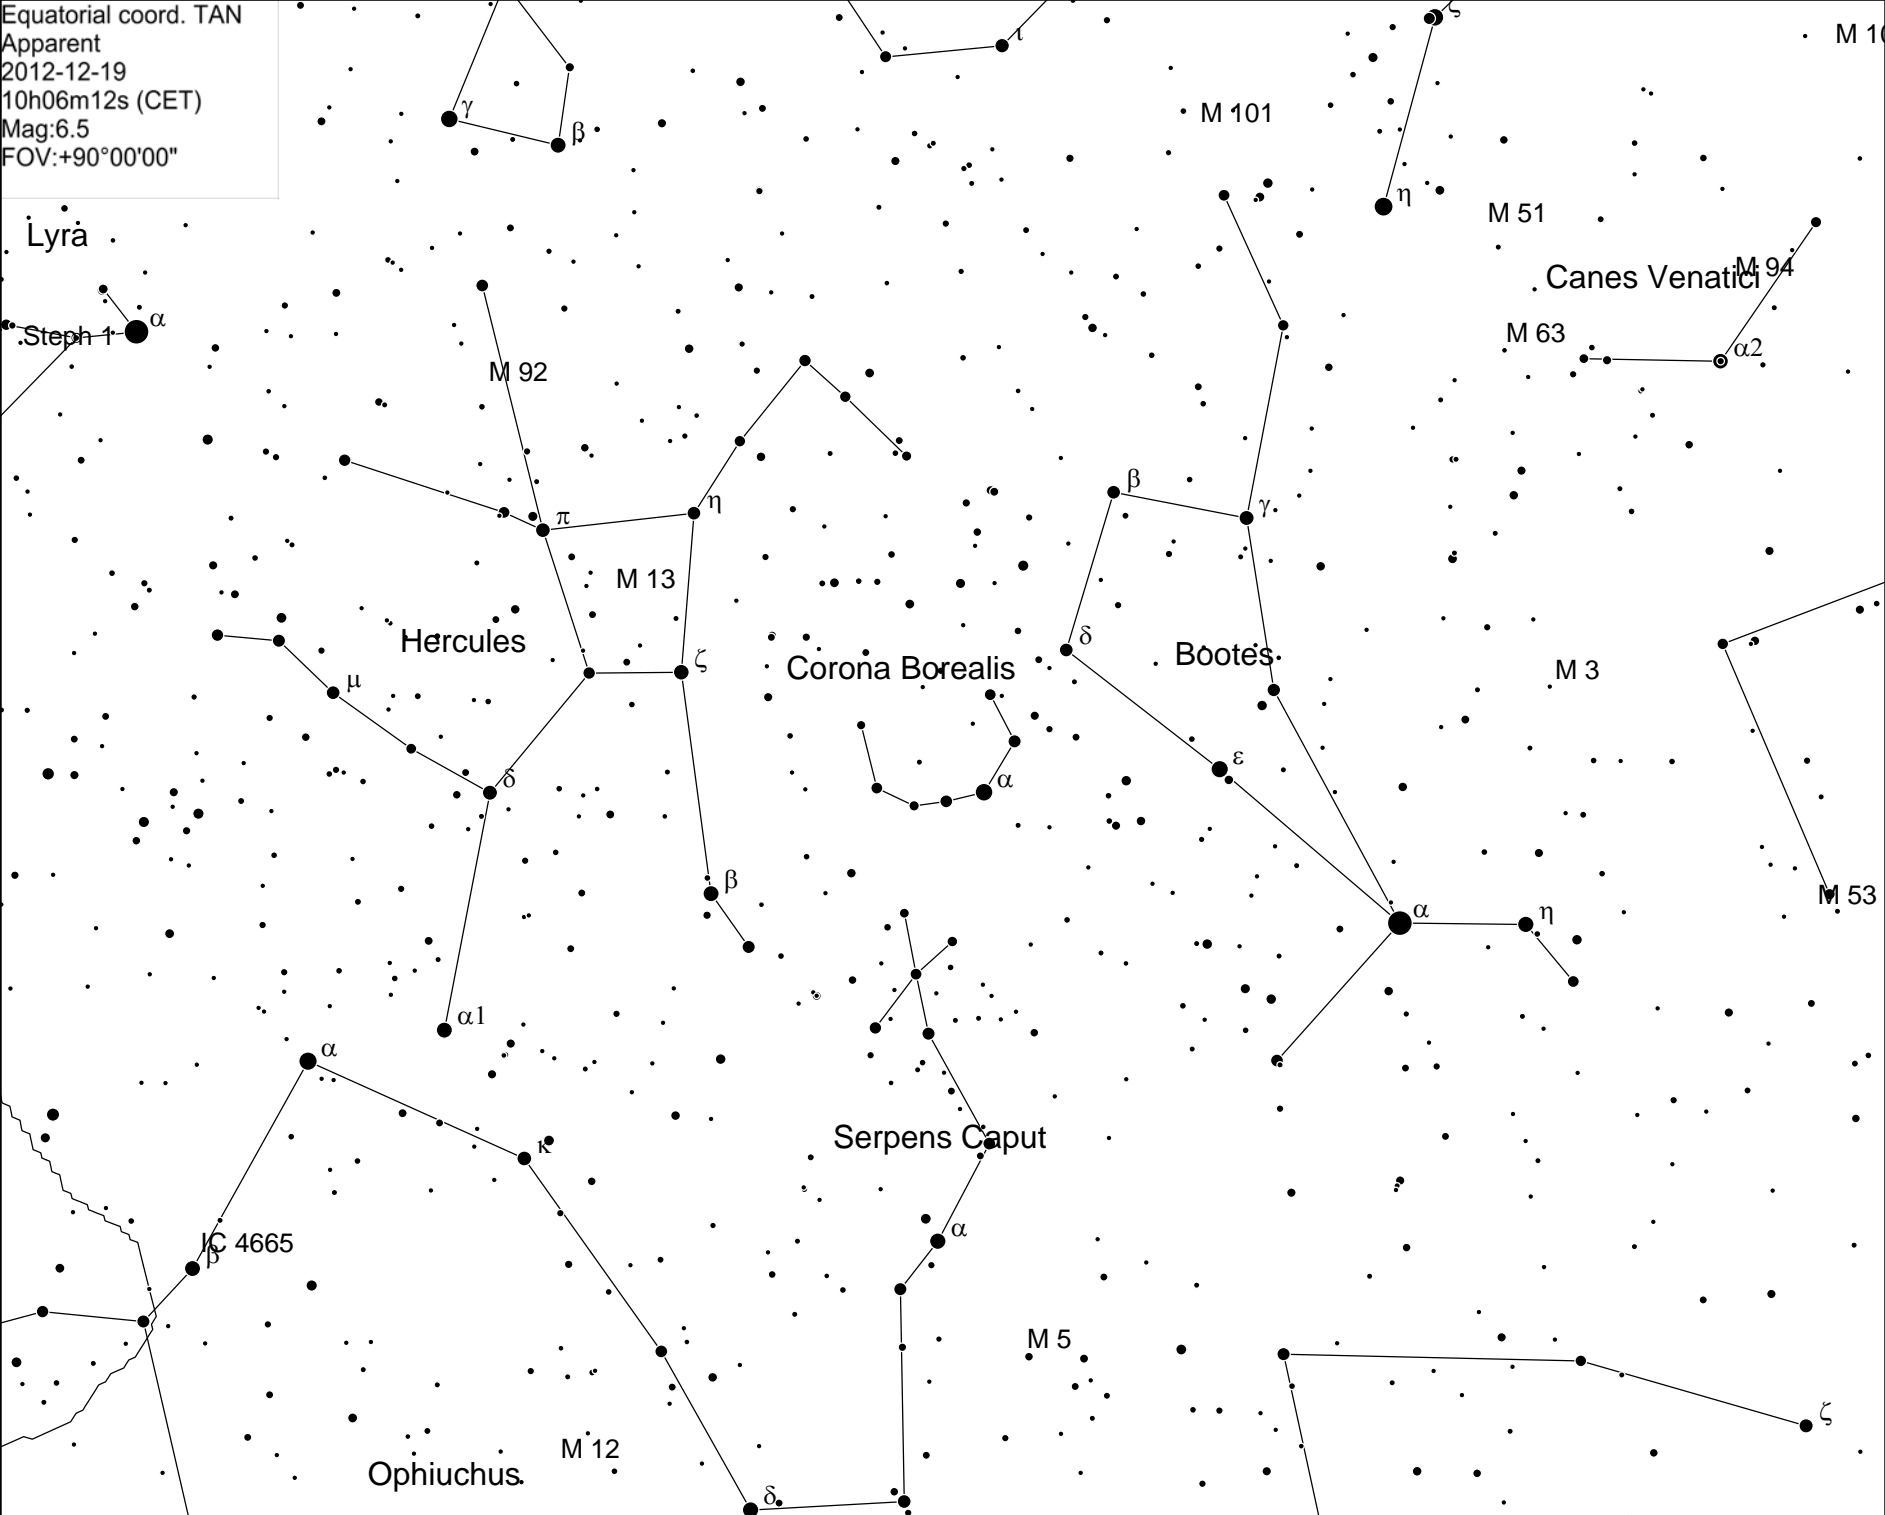 Equatorial coord. TAN
Apparent
2012-12-19
10h06m12s (CET)
Mag:6.5
FOV:+90°00'00"
ζ
ι
M 10
γ
M 101
β
η
M 51
Lyra
M 94
Canes Venatici
α
Steph 1
M 63
α2
M 92
β
π
η
γ
M 13
Hercules
ζ
Corona Borealis
δ
Bootes
M 3
μ
δ
α
ε
β
M 53
α
η
α1
α
κ
Serpens Caput
α
IC 4665
β
M 5
ζ
M 12
Ophiuchus
δ